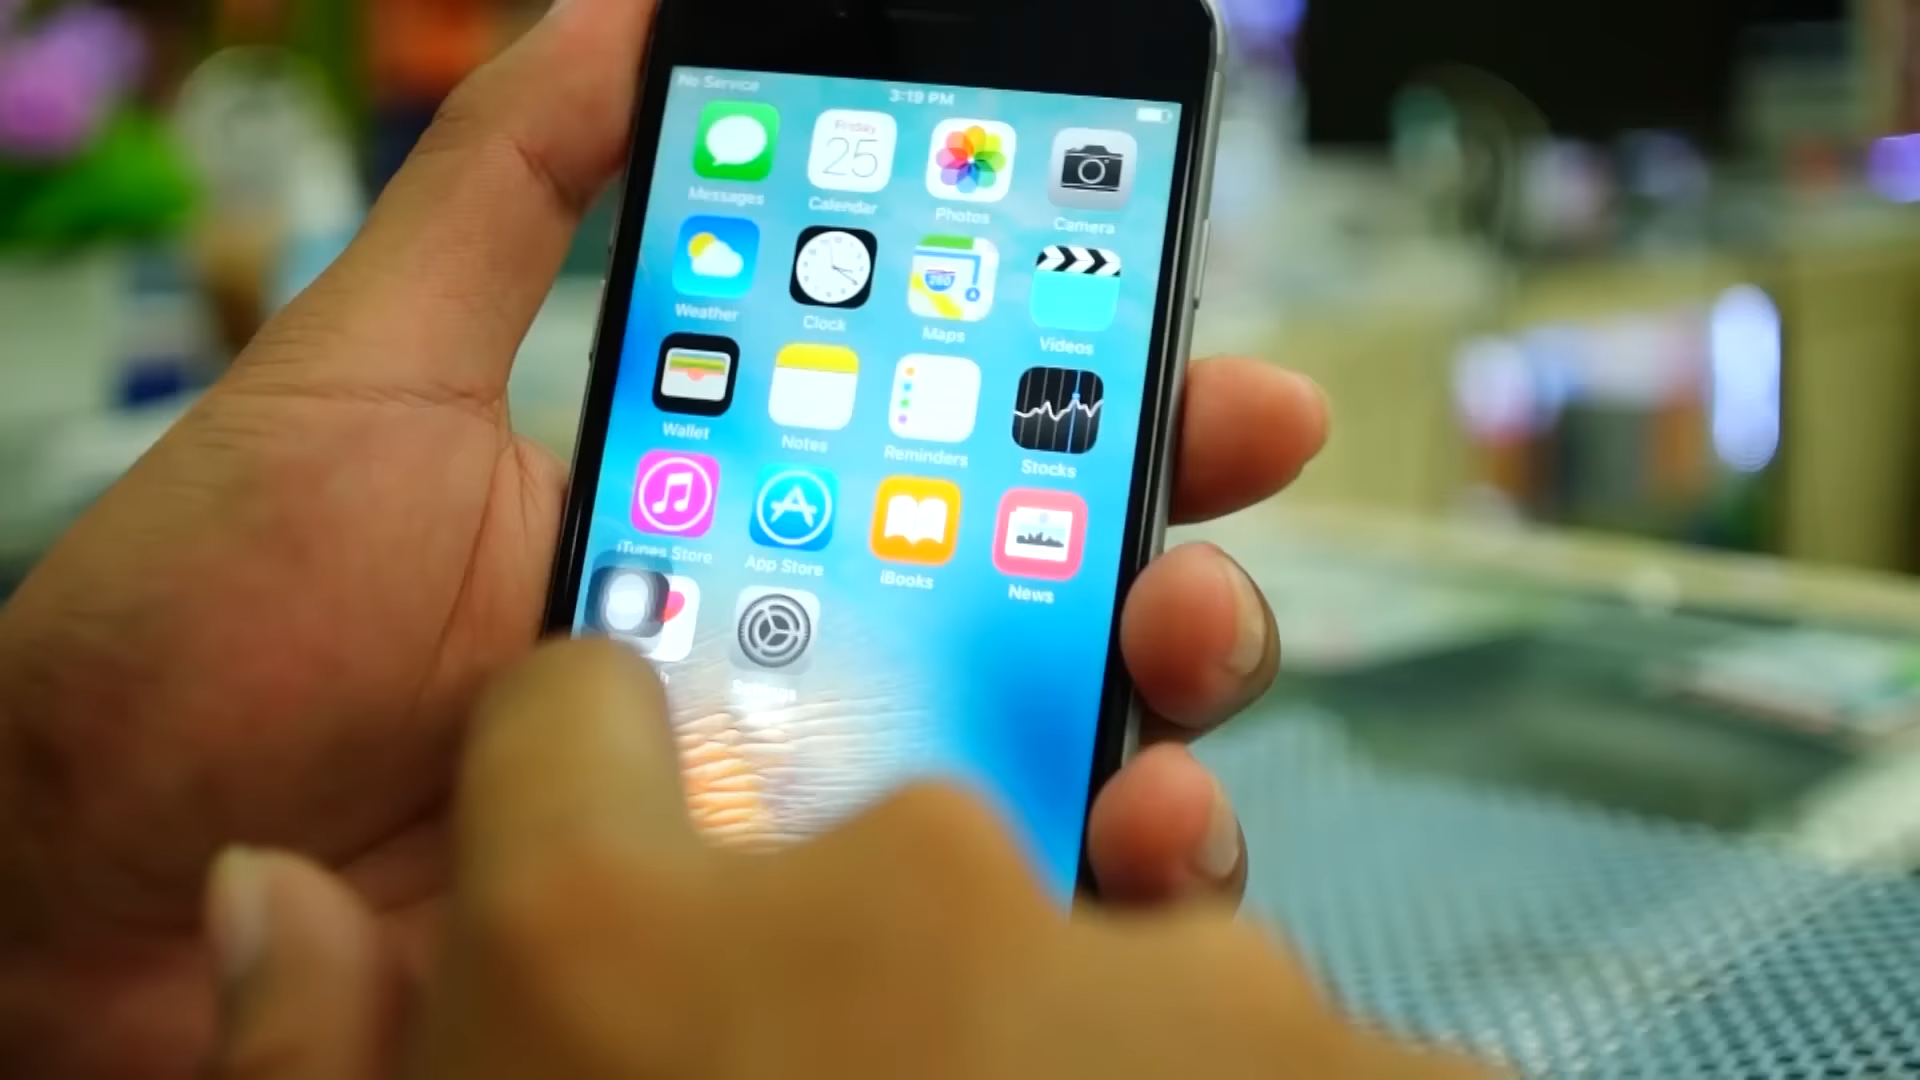 No Service 3:19 PM
Friday
25
Messages Calendar Photos Camera
280
Weather Clock Maps Videos
Wallet Notes Reminders Stocks
iTunes Store App Store iBooks News
h Settings